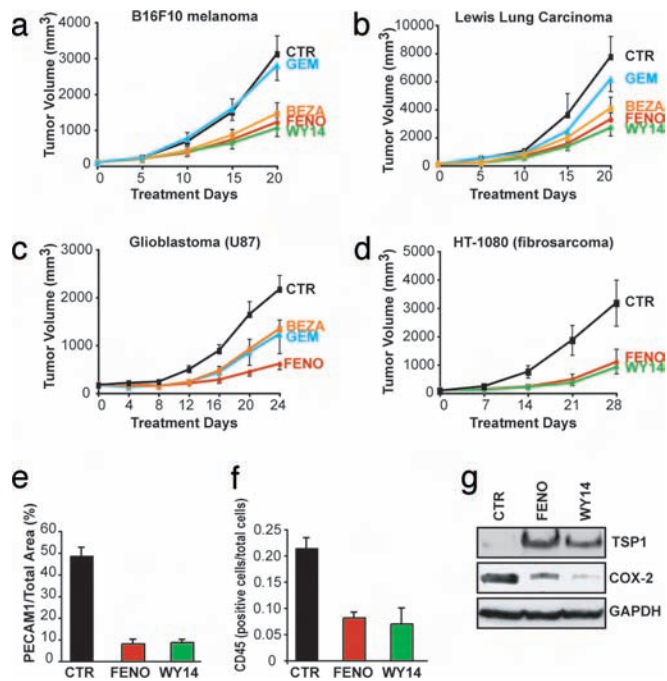 a
B16F10 melanoma
Tumor Volume (mm³)
4000
3000
2000
1000
0
0 5 10 15 20
Treatment Days
CTR
GEM
BEZA
FENO
WY14
b
Lewis Lung Carcinoma
Tumor Volume (mm³)
10000
8000
6000
4000
2000
0
0 5 10 15 20
Treatment Days
CTR
GEM
BEZA
FENO
WY14
c
Glioblastoma (U87)
Tumor Volume (mm³)
3000
2000
1000
0
0 4 8 12 16 20 24
Treatment Days
CTR
BEZA
GEM
FENO
d
HT-1080 (fibrosarcoma)
Tumor Volume (mm³)
5000
4000
3000
2000
1000
0
0 7 14 21 28
Treatment Days
CTR
FENO
WY14
e
PECAM1/Total Area (%)
60
50
40
30
20
10
0
CTR FENO WY14
f
CD45 (positive cells/total cells)
0.25
0.20
0.15
0.10
0.05
0
CTR FENO WY14
g
CTR
FENO
WY14
TSP1
COX-2
GAPDH